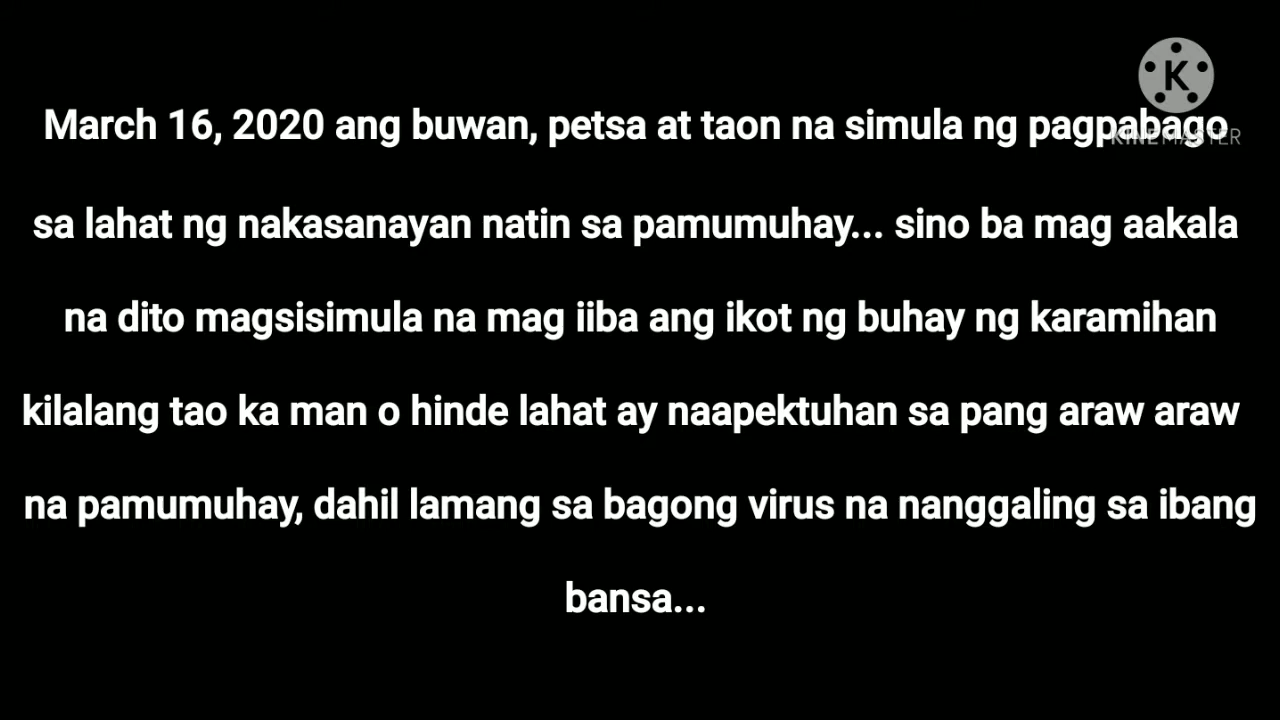 March 16, 2020 ang buwan, petsa at taon na simula ng pagpabago
KINEMASTER
sa lahat ng nakasanayan natin sa pamumuhay... sino ba mag aakala
na dito magsisimula na mag iiba ang ikot ng buhay ng karamihan
kilalang tao ka man o hinde lahat ay naapektuhan sa pang araw araw
na pamumuhay, dahil lamang sa bagong virus na nanggaling sa ibang
bansa...